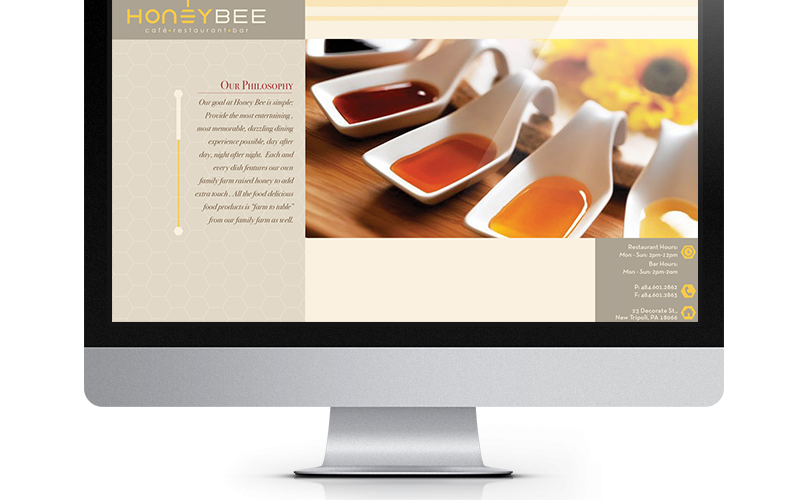 HONEYBEE
café•restaurant•bar
Our Philosophy
Our goal at Honey Bee is simple:
Provide the most entertaining ,
most memorable, dazzling dining
experience possible, day after
day, night after night. Each and
every dish features our own
family farm raised honey to add
extra touch . All the food delicious
food products is "farm to table"
from our family farm as well.
Restaurant Hours:
Mon - Sun: 2pm-12pm
Bar Hours:
Mon - Sun: 2pm-2am
P: 484.601.2862
F: 484.601.2863
23 Decorate St.,
New Tripoli, PA 18066